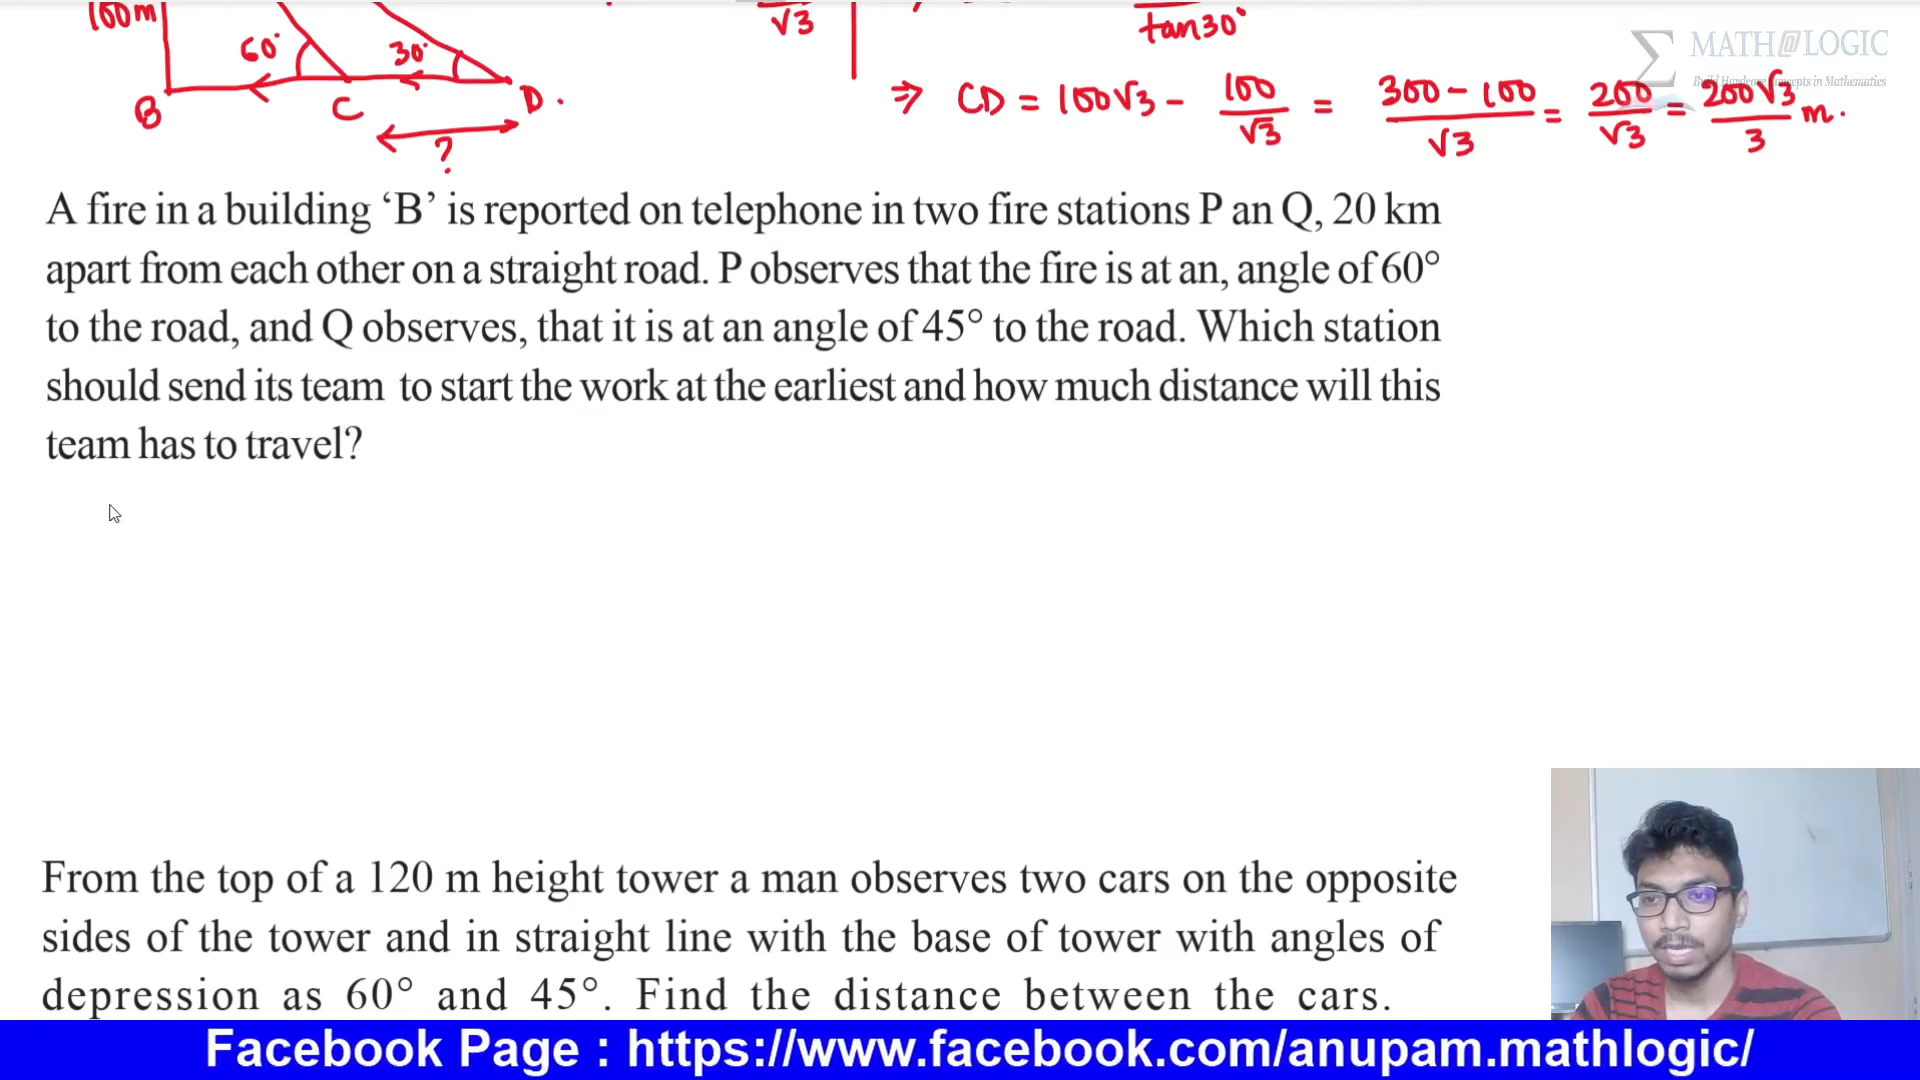 100m
60°
30°
B
C
D.
?
√3
tan30°
⇒ CD = 100√3 - 100/√3 = 300 - 100/√3 = 200/√3 = 200√3/3 m.
MATH@LOGIC
A fire in a building ‘B’ is reported on telephone in two fire stations P an Q, 20 km
apart from each other on a straight road. P observes that the fire is at an, angle of 60°
to the road, and Q observes, that it is at an angle of 45° to the road. Which station
should send its team to start the work at the earliest and how much distance will this
team has to travel?
From the top of a 120 m height tower a man observes two cars on the opposite
sides of the tower and in straight line with the base of tower with angles of
depression as 60° and 45°. Find the distance between the cars.
Facebook Page : https://www.facebook.com/anupam.mathlogic/